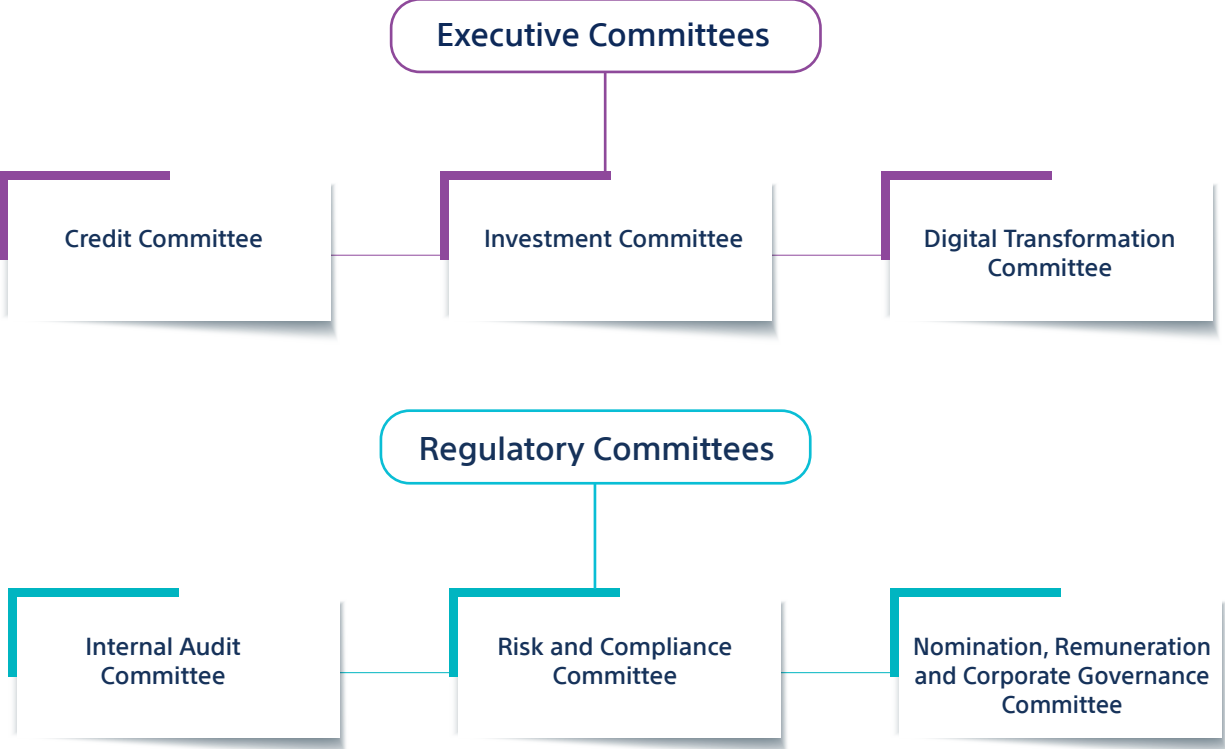 Executive Committees
Credit Committee
Investment Committee
Digital Transformation
Committee
Regulatory Committees
Internal Audit
Committee
Risk and Compliance
Committee
Nomination, Remuneration
and Corporate Governance
Committee